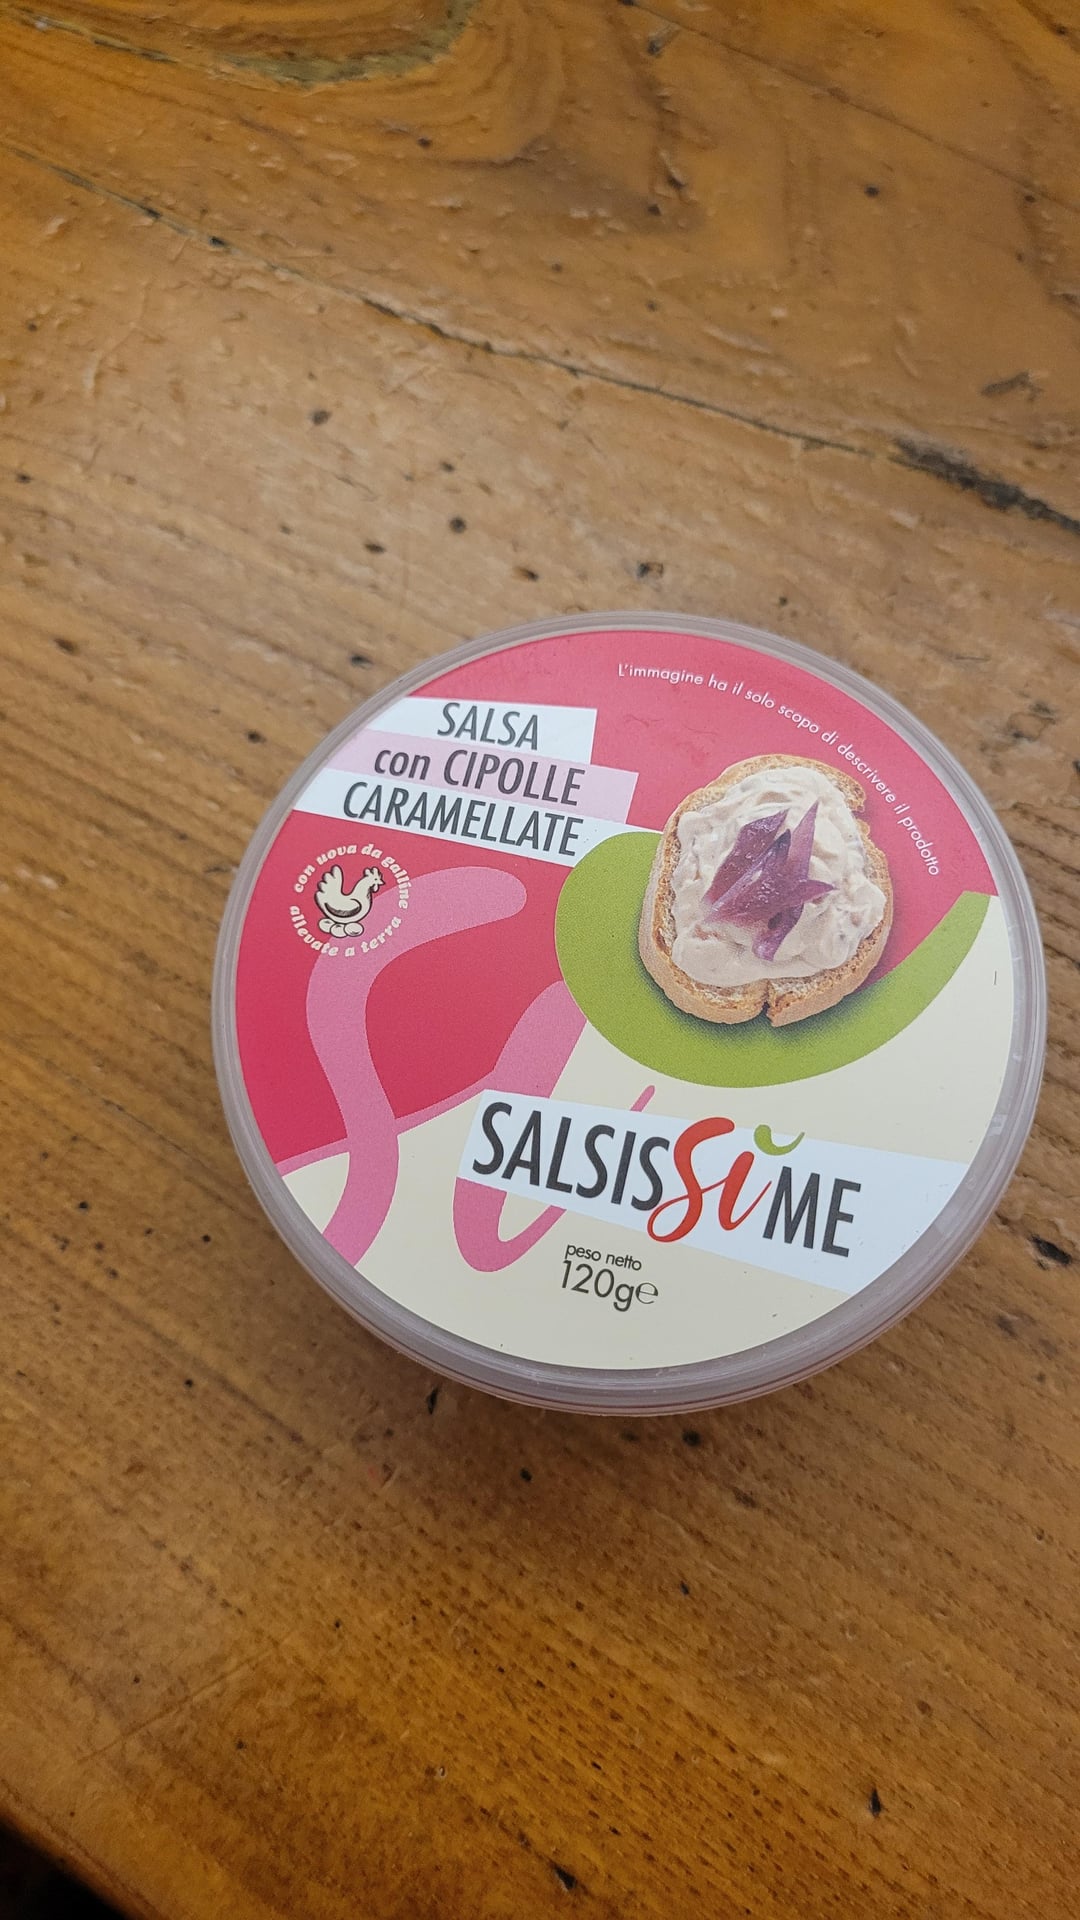 L'immagine ha il solo scopo di descrivere il prodotto
SALSA
con CIPOLLE
CARAMELLATE
con uova da galline
allevate a terra
SALSISSìME
peso netto
120g℮